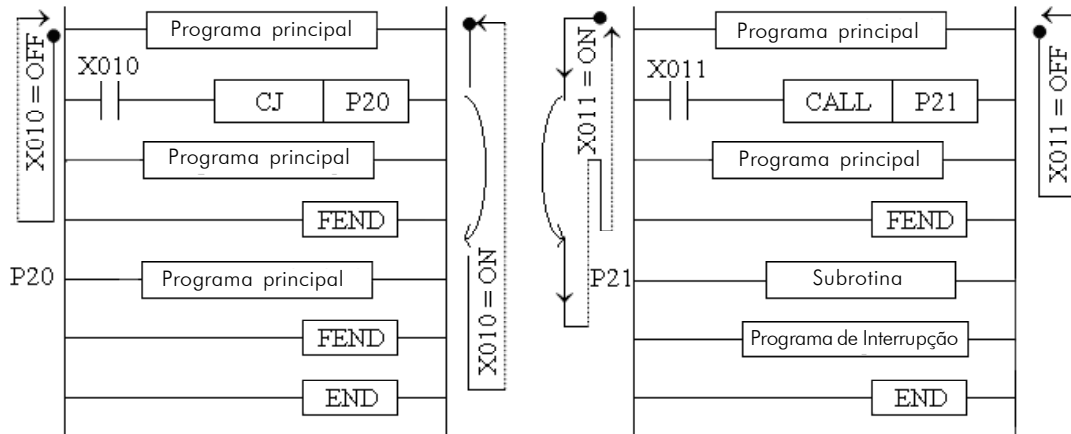 Programa principal
X010
CJ P20
Programa principal
FEND
P20 Programa principal
FEND
END
X010 = OFF
X010 = ON
Programa principal
X011
CALL P21
Programa principal
FEND
P21 Subrotina
Programa de Interrupção
END
X011 = ON
X011 = OFF